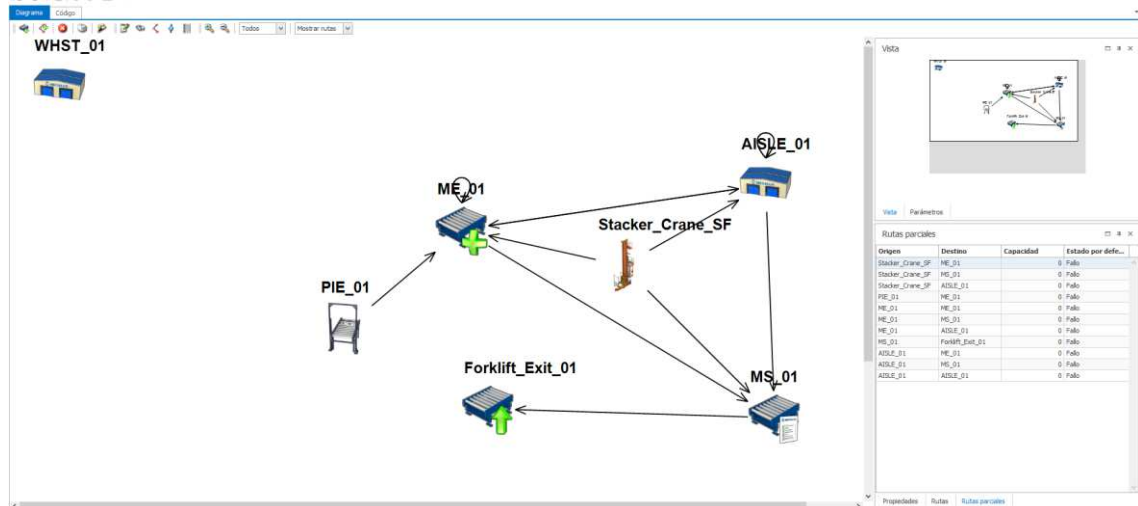 Diagrama Código
Todos Mostrar rutas
WHST_01
AISLE_01
ME_01
Stacker_Crane_SF
PIE_01
Forklift_Exit_01
MS_01
Vista
Vista Parámetros
Rutas parciales
Origen Destino Capacidad Estado por defe...
Stacker_Crane_SF ME_01 0 Fallo
Stacker_Crane_SF MS_01 0 Fallo
Stacker_Crane_SF AISLE_01 0 Fallo
PIE_01 ME_01 0 Fallo
ME_01 ME_01 0 Fallo
ME_01 MS_01 0 Fallo
ME_01 AISLE_01 0 Fallo
MS_01 Forklift_Exit_01 0 Fallo
AISLE_01 ME_01 0 Fallo
AISLE_01 MS_01 0 Fallo
AISLE_01 AISLE_01 0 Fallo
Propiedades Rutas Rutas parciales